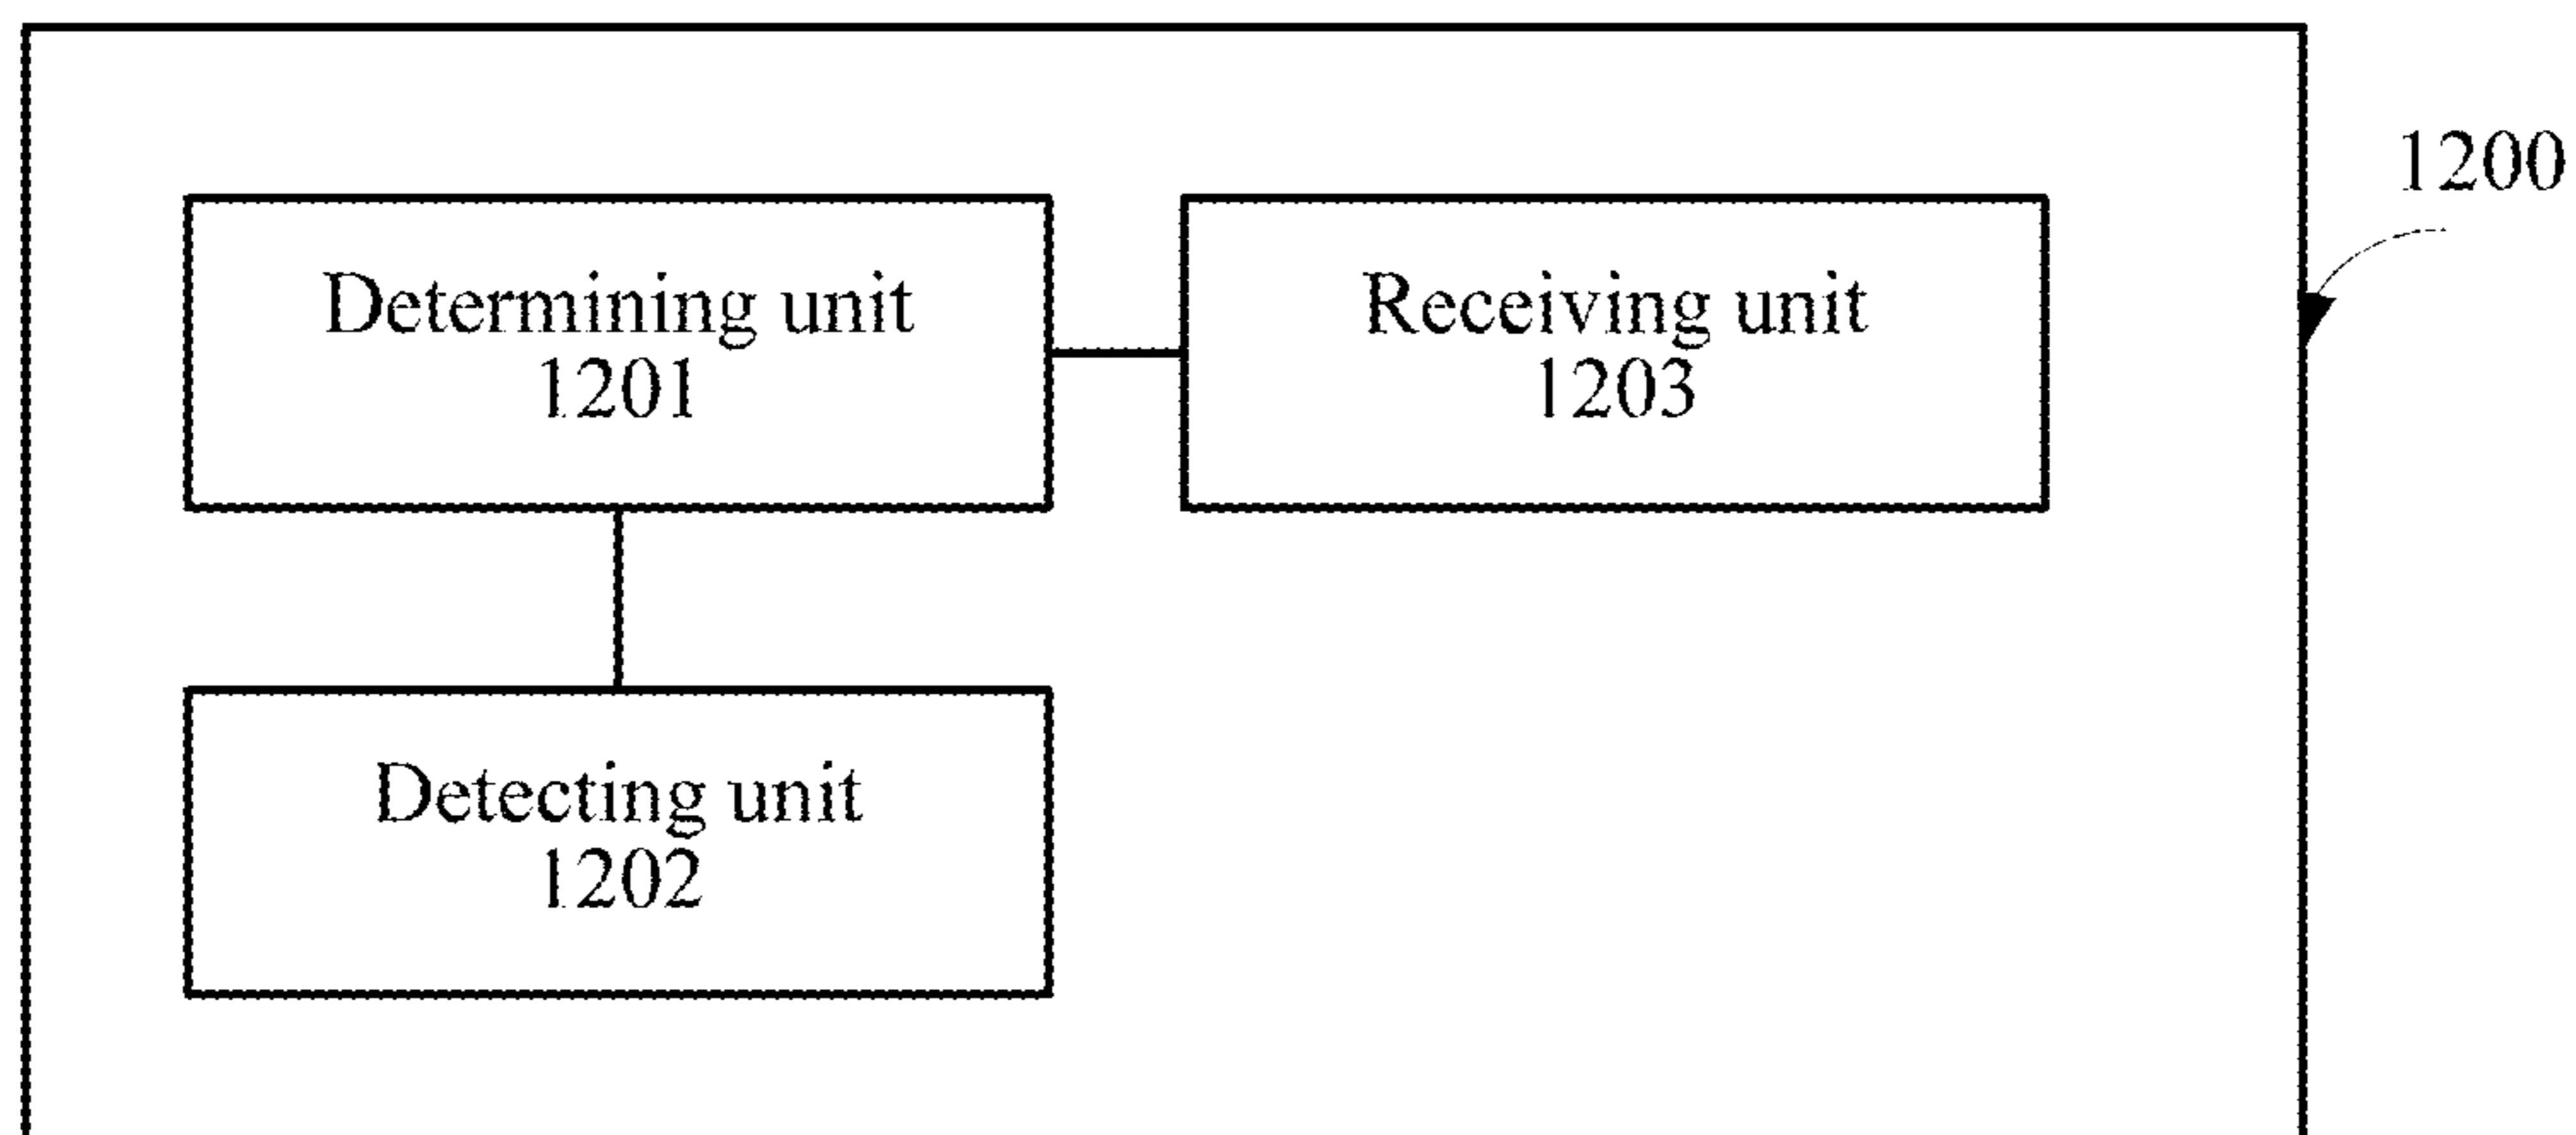 1200
Determining unit
1201
Receiving unit
1203
Detecting unit
1202